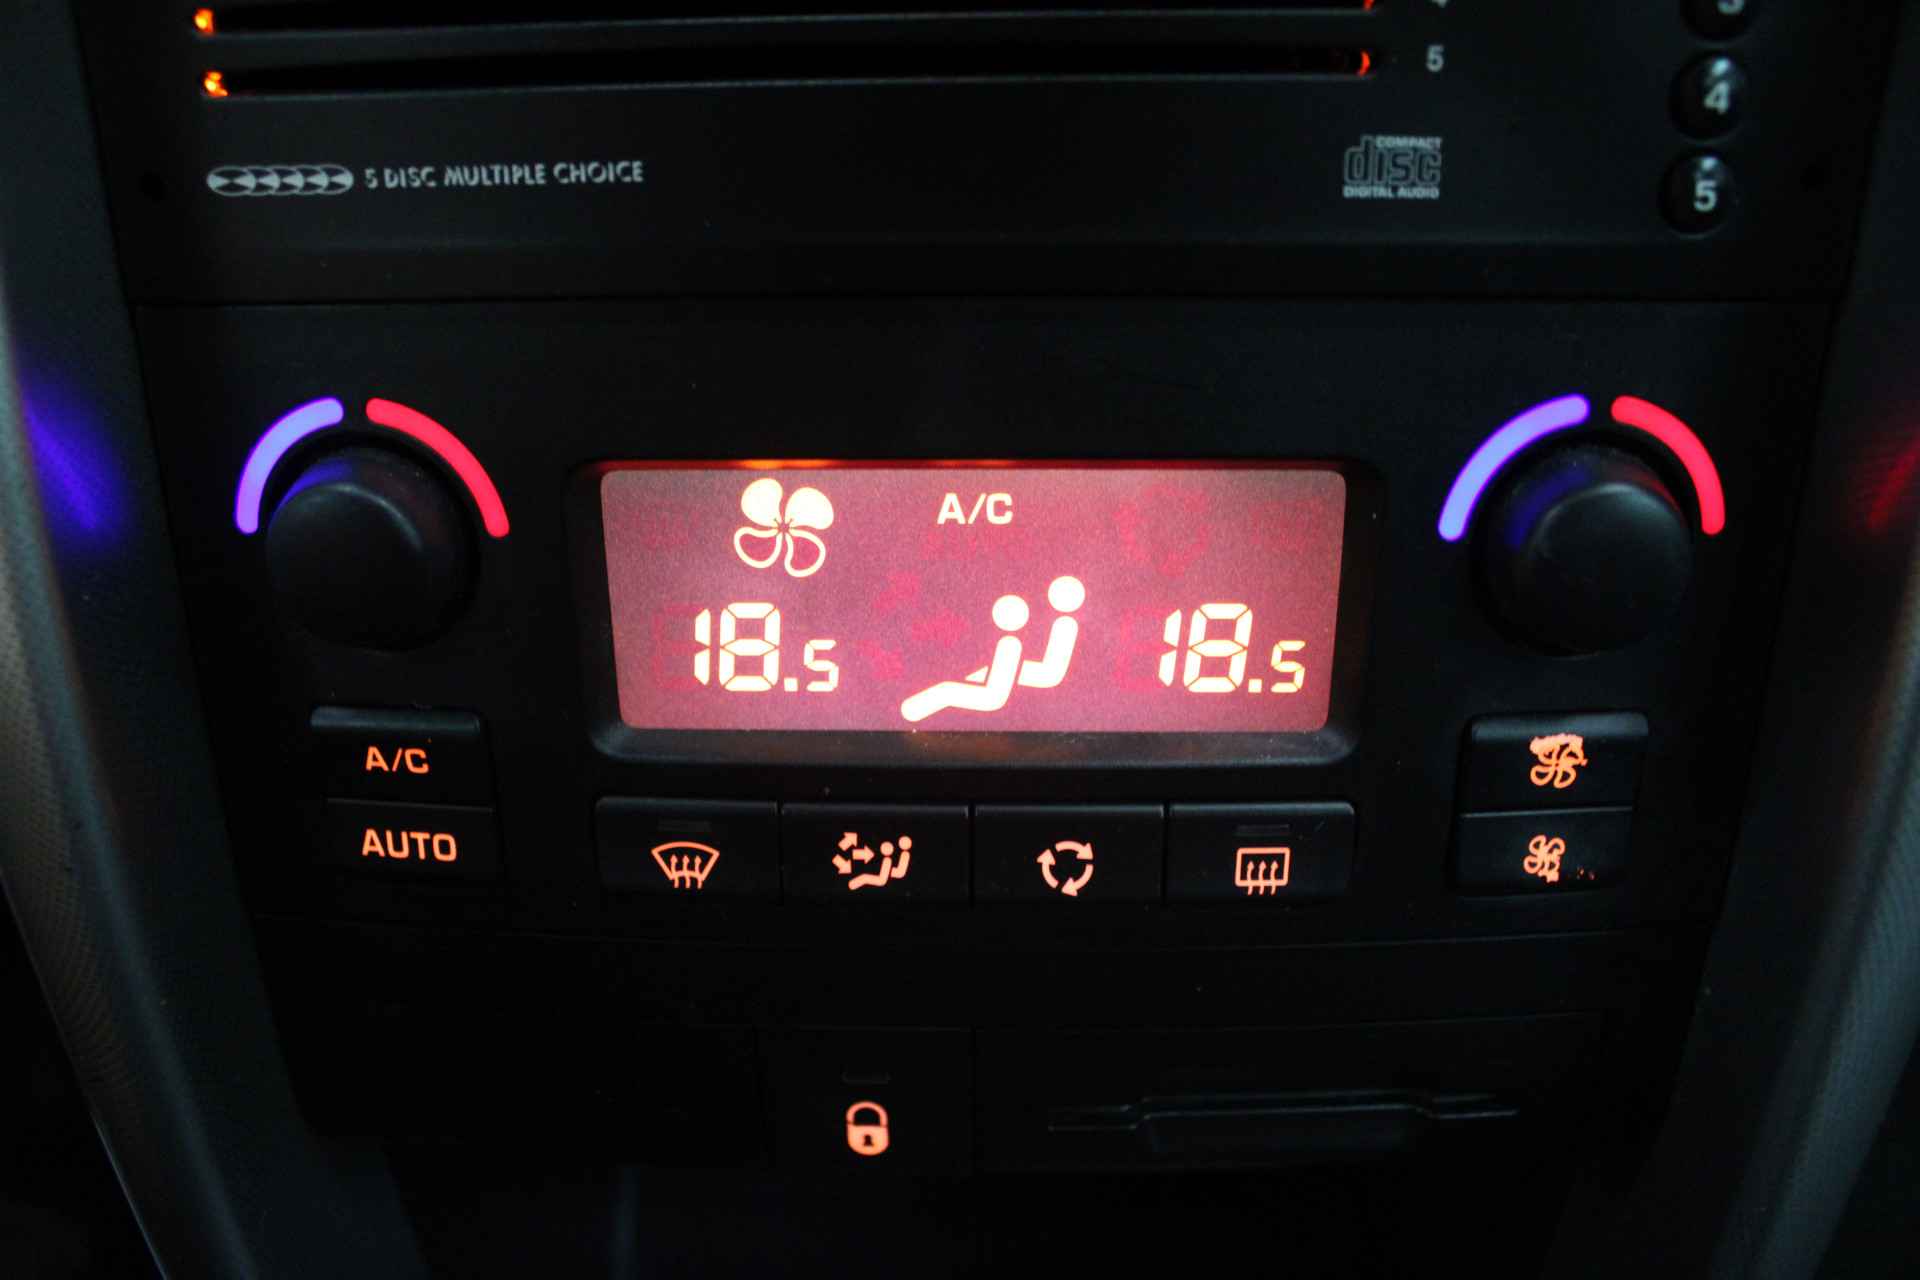 5
4
5 DISC MULTIPLE CHOICE
COMPACT
disc
DIGITAL AUDIO
5
A/C
18.5
18.5
A/C
AUTO